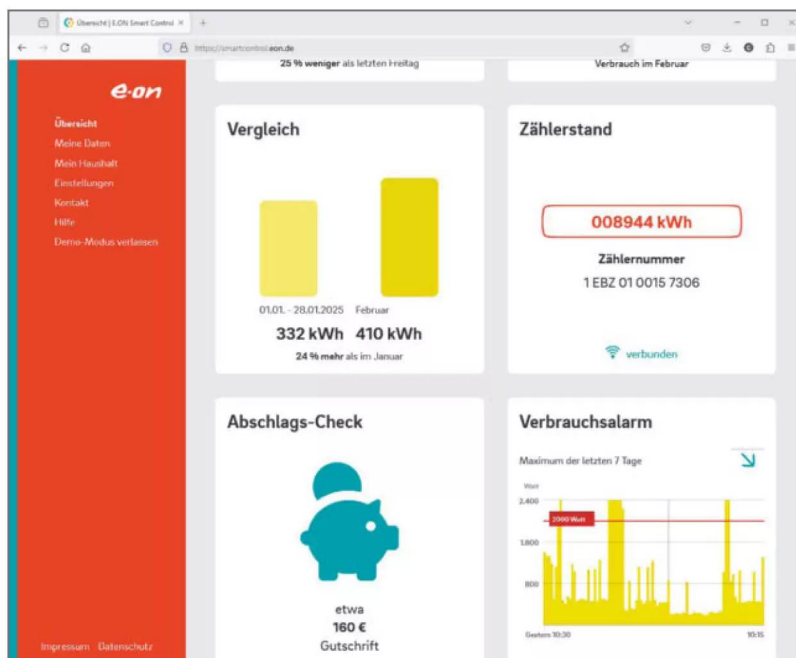 Übersicht | E.ON Smart Control
https://smartcontrol.eon.de
25 % weniger als letzten Freitag
Verbrauch im Februar
e.on
Übersicht
Meine Daten
Mein Haushalt
Einstellungen
Kontakt
Hilfe
Demo-Modus verlassen
Impressum Datenschutz
Vergleich
01.01. - 28.01.2025 Februar
332 kWh 410 kWh
24 % mehr als im Januar
Zählerstand
008944 kWh
Zählernummer
1 EBZ 01 0015 7306
verbunden
Abschlags-Check
etwa
160 €
Gutschrift
Verbrauchsalarm
Maximum der letzten 7 Tage
Watt
2.400
2000 Watt
1.600
800
Gestern 10:30 10:15